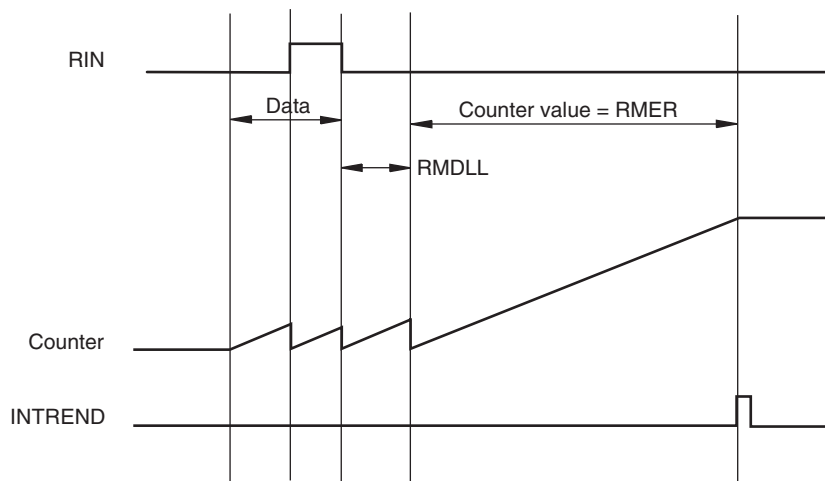 RIN
Data
Counter value = RMER
RMDLL
Counter
INTREND